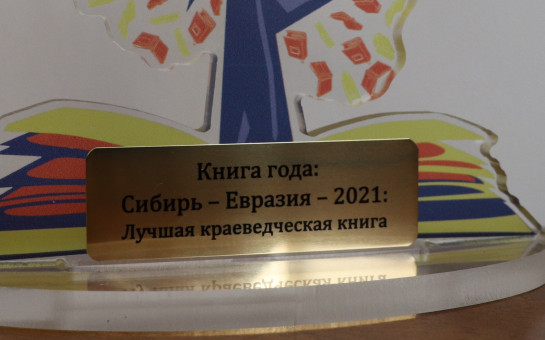 Книга года:
Сибирь – Евразия – 2021:
Лучшая краеведческая книга